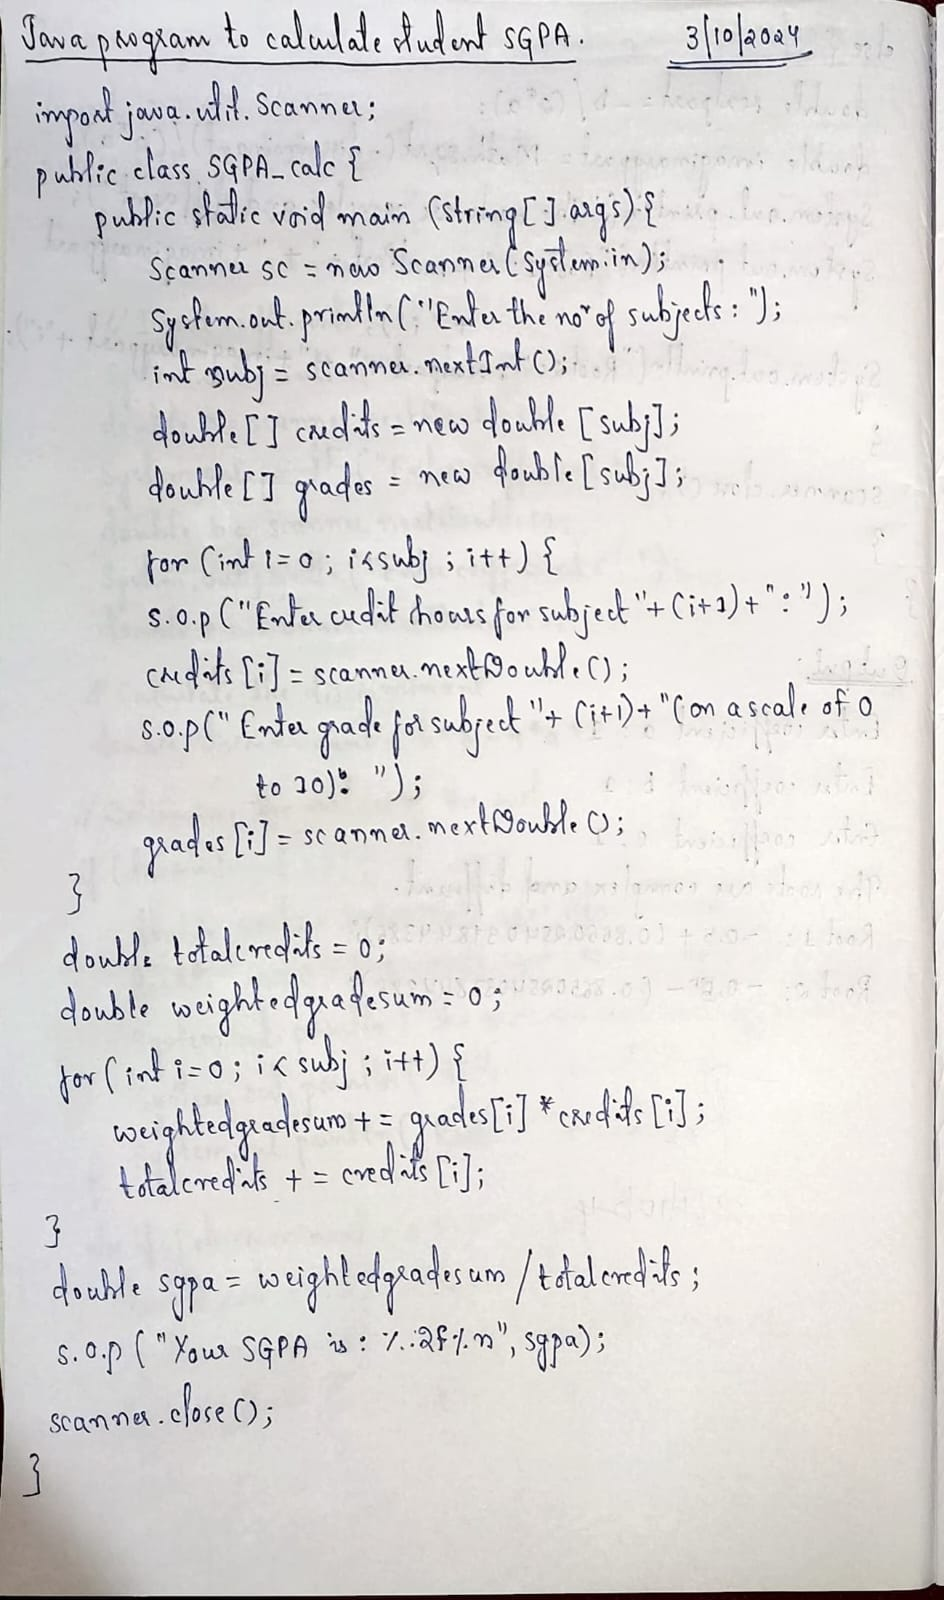 Java program to calculate student SGPA. 3/10/2024
import java.util.Scanner;
public class SGPA_calc {
public static void main (String[] args) {
Scanner sc = new Scanner (System.in);
System.out.println("Enter the noʳ of subjects : ");
int subj = scanner.nextInt();
double[] credits = new double [subj];
double[] grades = new double [subj];
for (int i=0; i<subj ; i++) {
S.o.p ("Enter credit hours for subject "+ (i+1) + ":");
credits [i] = scanner.nextDouble();
S.o.p(" Enter grade for subject "+ (i+1) + "(on a scale of 0
to 10): ");
grades [i] = scanner.nextDouble();
}
double totalcredits = 0;
double weightedgradesum = 0;
for (int i=0; i< subj ; i++) {
weightedgradesum += grades[i] * credits [i];
totalcredits += credits [i];
}
double sgpa = weightedgradesum / totalcredits ;
S.o.p ("Your SGPA is : %.2f%n", sgpa);
scanner.close();
}